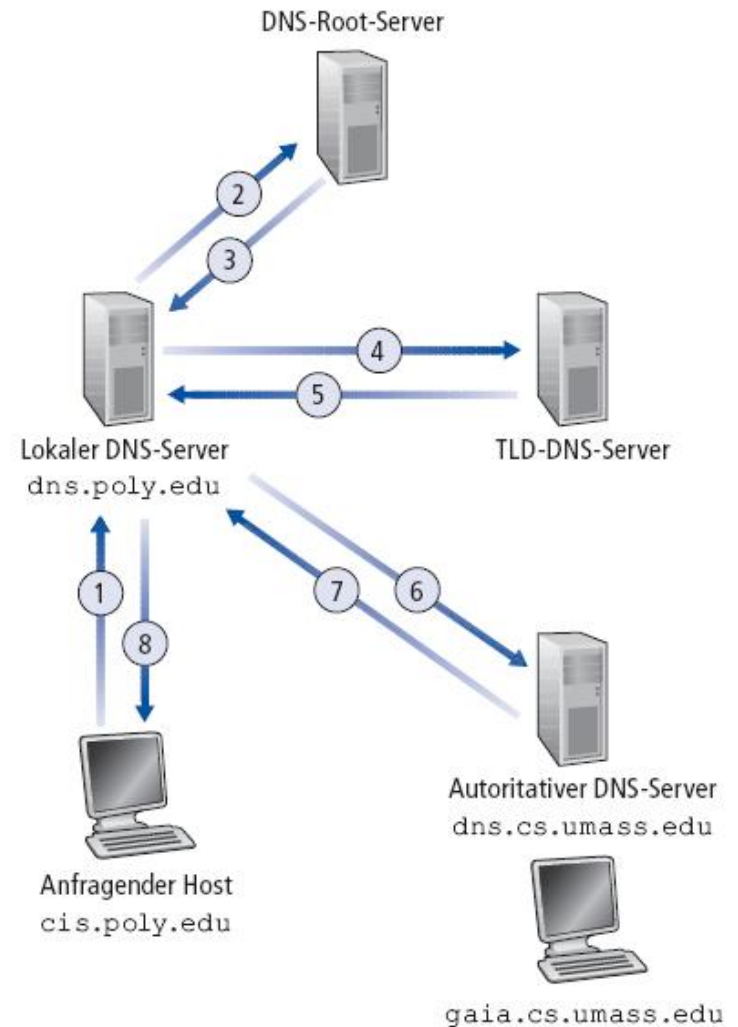 DNS-Root-Server
2
3
4
5
Lokaler DNS-Server
dns.poly.edu
TLD-DNS-Server
1
8
7
6
Anfragender Host
cis.poly.edu
Autoritativer DNS-Server
dns.cs.umass.edu
gaia.cs.umass.edu